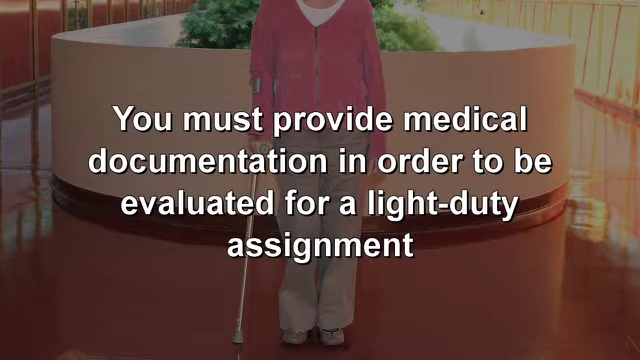 You must provide medical
documentation in order to be
evaluated for a light-duty
assignment